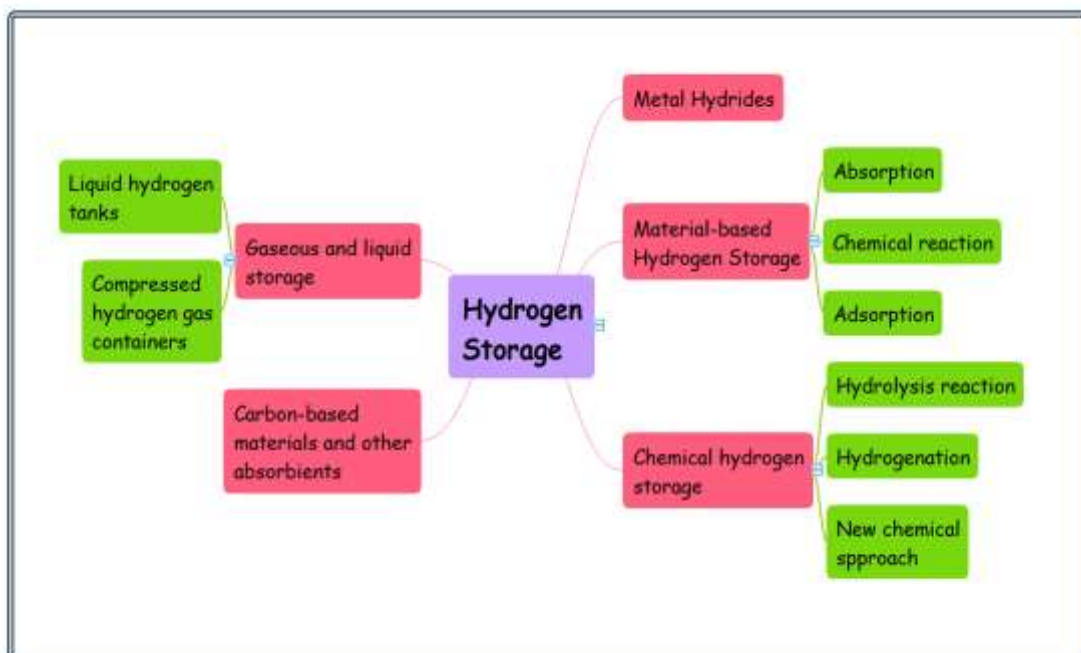 Metal Hydrides
Absorption
Liquid hydrogen
tanks
Material-based
Hydrogen Storage
Chemical reaction
Gaseous and liquid
storage
Compressed
hydrogen gas
containers
Hydrogen
Storage
Adsorption
Hydrolysis reaction
Carbon-based
materials and other
absorbients
Chemical hydrogen
storage
Hydrogenation
New chemical
spproach